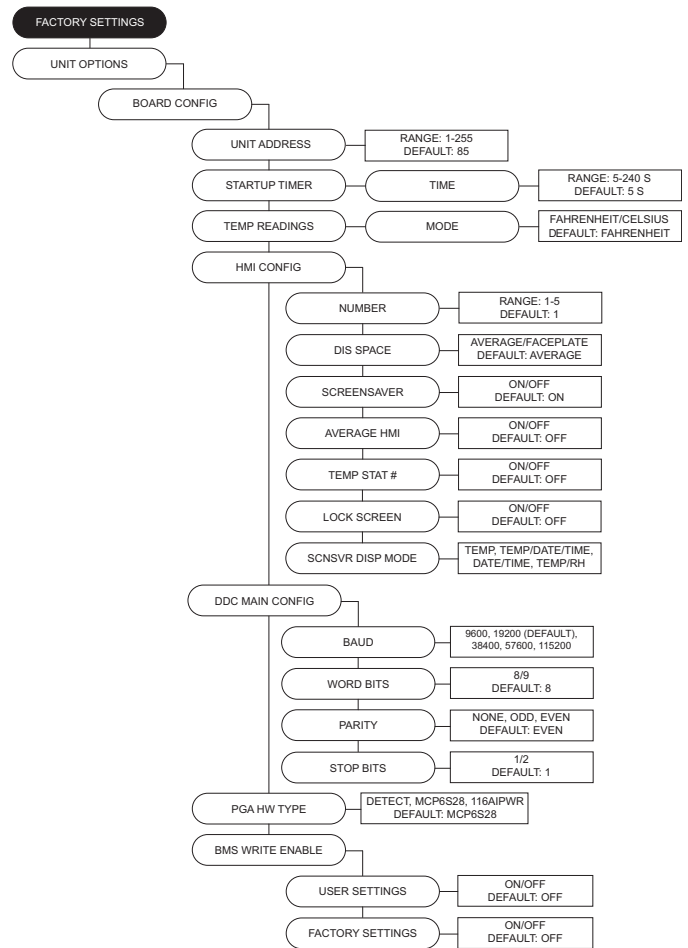 FACTORY SETTINGS
UNIT OPTIONS
BOARD CONFIG
UNIT ADDRESS
RANGE: 1-255
DEFAULT: 85
STARTUP TIMER
TIME
RANGE: 5-240 S
DEFAULT: 5 S
TEMP READINGS
MODE
FAHRENHEIT/CELSIUS
DEFAULT: FAHRENHEIT
HMI CONFIG
NUMBER
RANGE: 1-5
DEFAULT: 1
DIS SPACE
AVERAGE/FACEPLATE
DEFAULT: AVERAGE
SCREENSAVER
ON/OFF
DEFAULT: ON
AVERAGE HMI
ON/OFF
DEFAULT: OFF
TEMP STAT #
ON/OFF
DEFAULT: OFF
LOCK SCREEN
ON/OFF
DEFAULT: OFF
SCNSVR DISP MODE
TEMP, TEMP/DATE/TIME,
DATE/TIME, TEMP/RH
DDC MAIN CONFIG
BAUD
9600, 19200 (DEFAULT),
38400, 57600, 115200
WORD BITS
8/9
DEFAULT: 8
PARITY
NONE, ODD, EVEN
DEFAULT: EVEN
STOP BITS
1/2
DEFAULT: 1
PGA HW TYPE
DETECT, MCP6S28, 116AIPWR
DEFAULT: MCP6S28
BMS WRITE ENABLE
USER SETTINGS
ON/OFF
DEFAULT: OFF
FACTORY SETTINGS
ON/OFF
DEFAULT: OFF